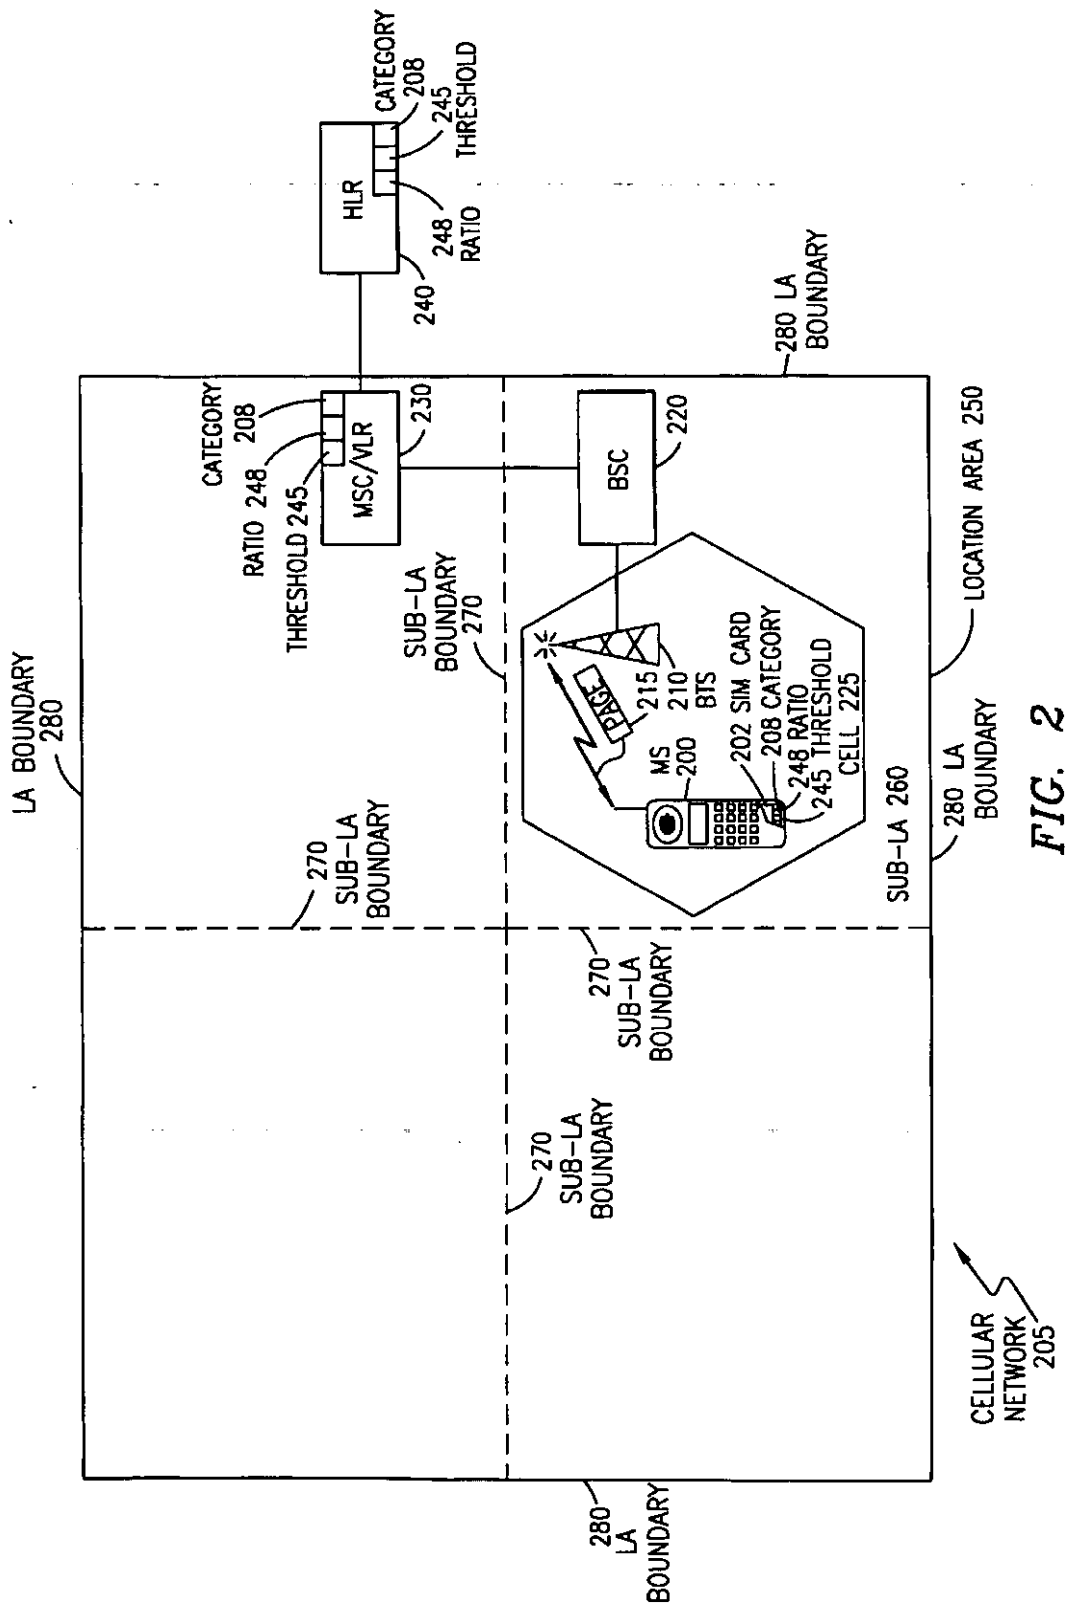 LA BOUNDARY
280
CATEGORY
208
RATIO 248
THRESHOLD 245
MSC/VLR
230
HLR
240
248
RATIO
CATEGORY
208
245
THRESHOLD
270
SUB-LA
BOUNDARY
SUB-LA
BOUNDARY
270
270
SUB-LA
BOUNDARY
270
SUB-LA
BOUNDARY
BSC
220
PAGE
215
210
BTS
MS
200
202 SIM CARD
208 CATEGORY
248 RATIO
245 THRESHOLD
CELL 225
SUB-LA 260
280 LA
BOUNDARY
280
LA
BOUNDARY
280 LA
BOUNDARY
LOCATION AREA 250
CELLULAR
NETWORK
205
FIG. 2